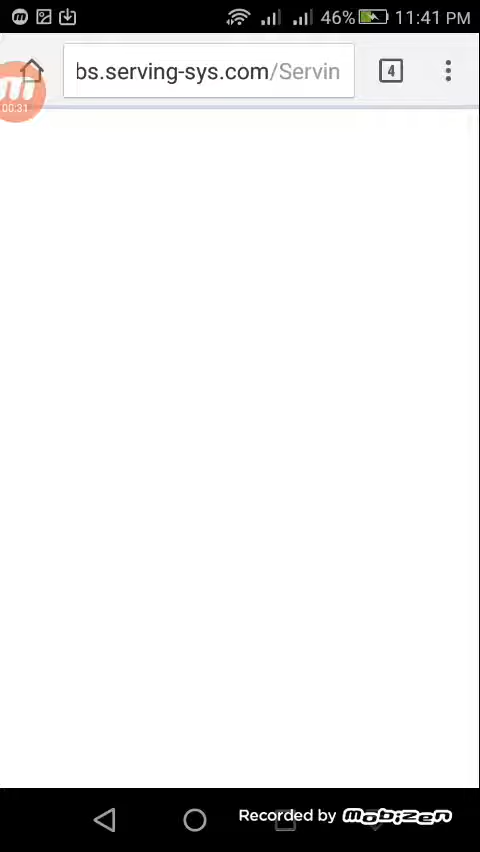 46% 11:41 PM
bs.serving-sys.com/Servin
4
00:31
Recorded by Mobizen